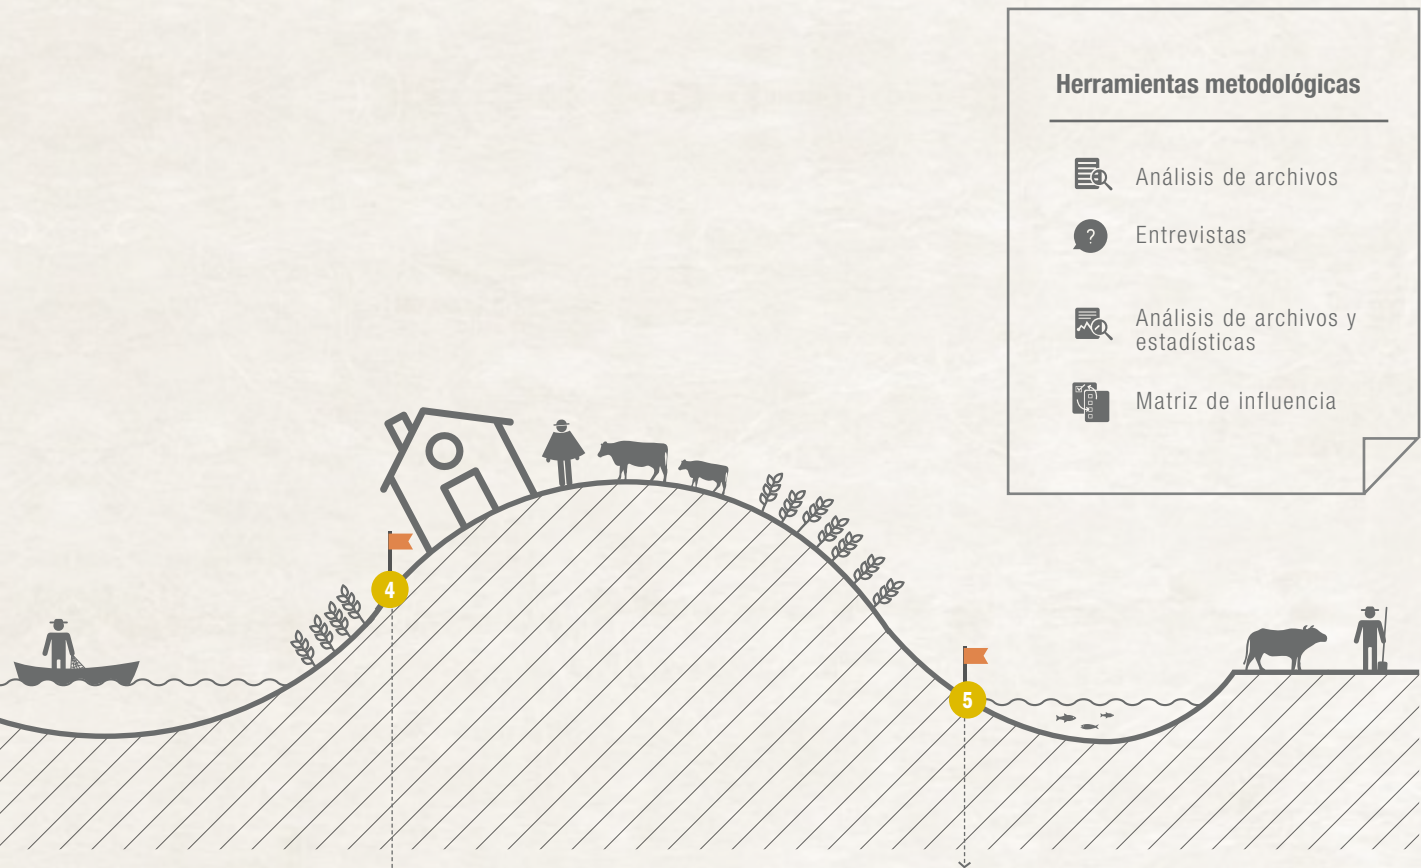 Herramientas metodológicas
Análisis de archivos
?
Entrevistas
Análisis de archivos y
estadísticas
Matriz de influencia
4
5